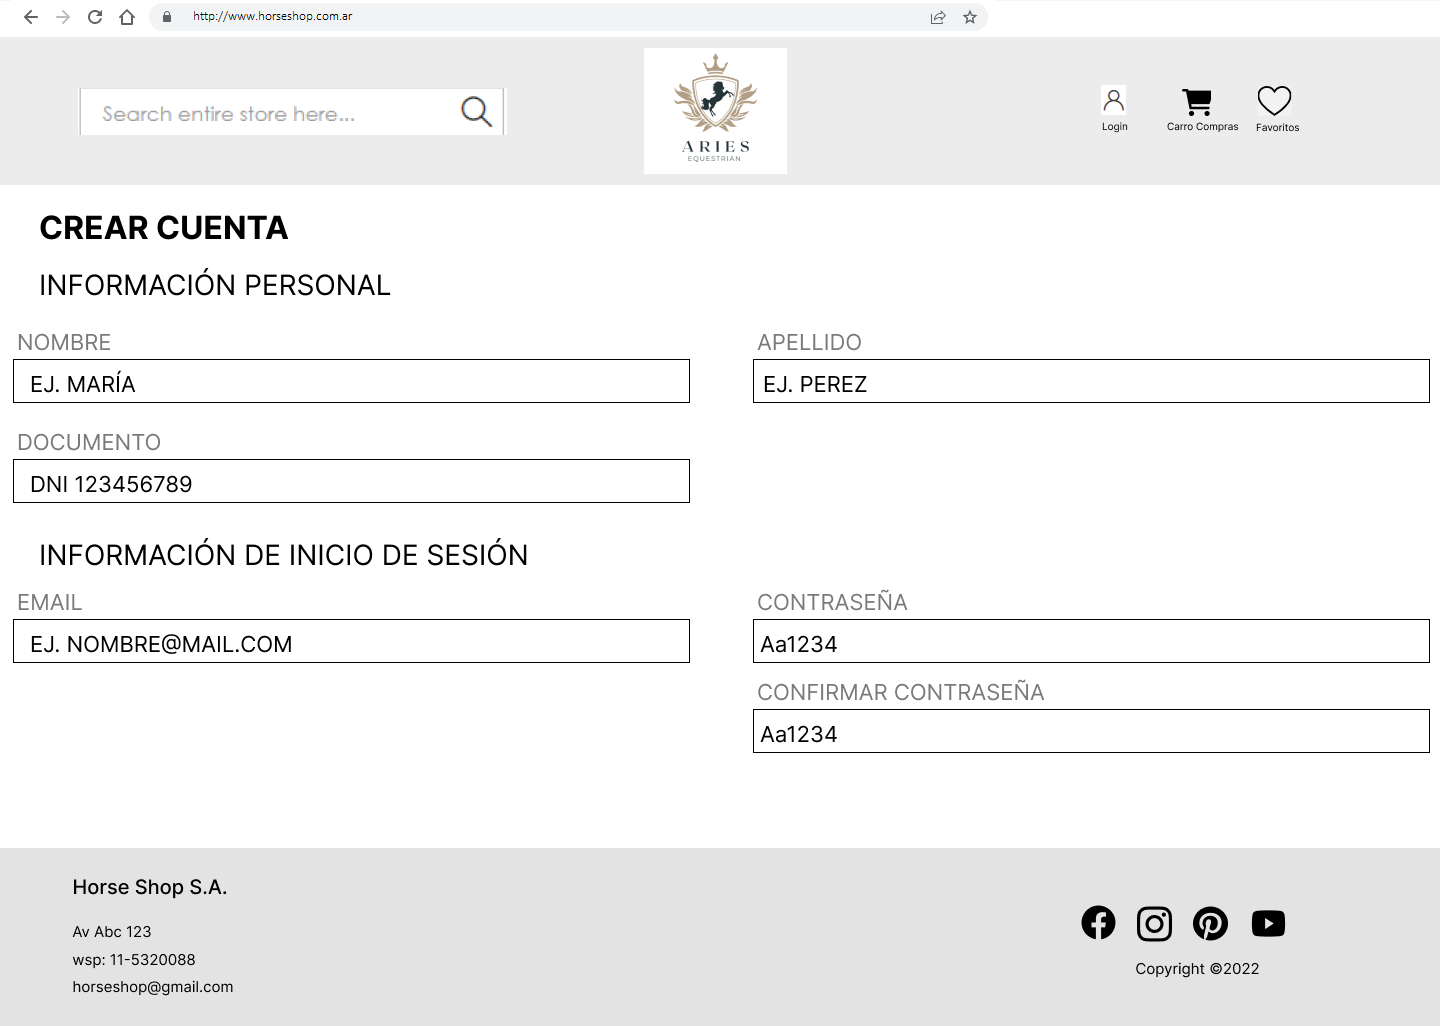 http://www.horseshop.com.ar
Search entire store here...
ARIES
EQUESTRIAN
Login
Carro Compras
Favoritos
CREAR CUENTA
INFORMACIÓN PERSONAL
NOMBRE
APELLIDO
EJ. MARÍA
EJ. PEREZ
DOCUMENTO
DNI 123456789
INFORMACIÓN DE INICIO DE SESIÓN
EMAIL
CONTRASEÑA
EJ. NOMBRE@MAIL.COM
Aa1234
CONFIRMAR CONTRASEÑA
Aa1234
Horse Shop S.A.
Av Abc 123
wsp: 11-5320088
horseshop@gmail.com
Copyright ©2022